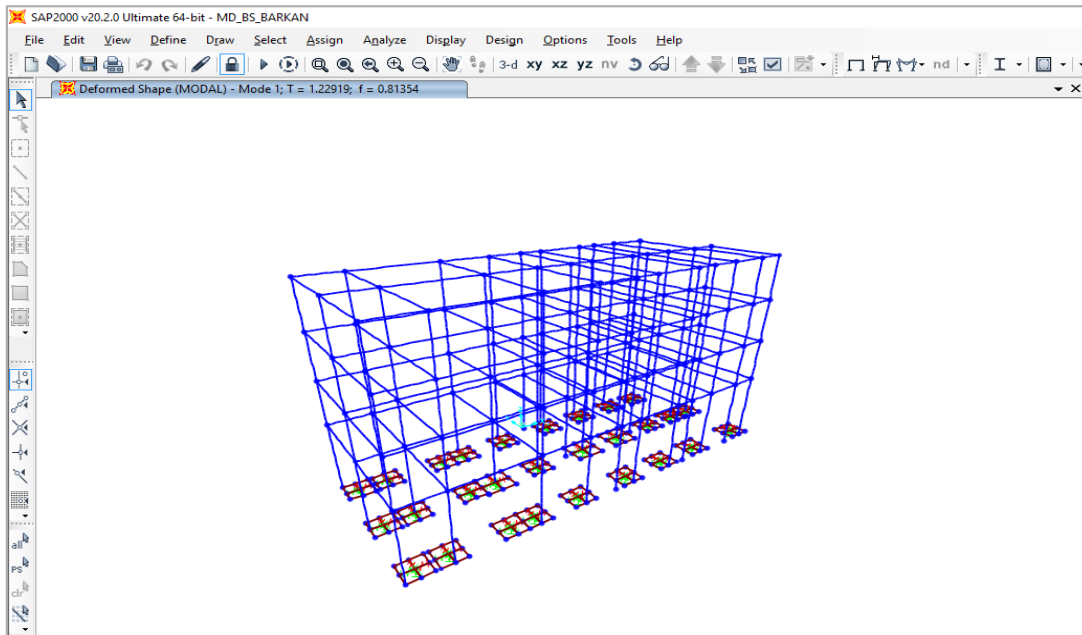 SAP2000 v20.2.0 Ultimate 64-bit - MD_BS_BARKAN
File Edit View Define Draw Select Assign Analyze Display Design Options Tools Help
3-d xy xz yz nv nd
Deformed Shape (MODAL) - Mode 1; T = 1.22919; f = 0.81354
all
ps
clr